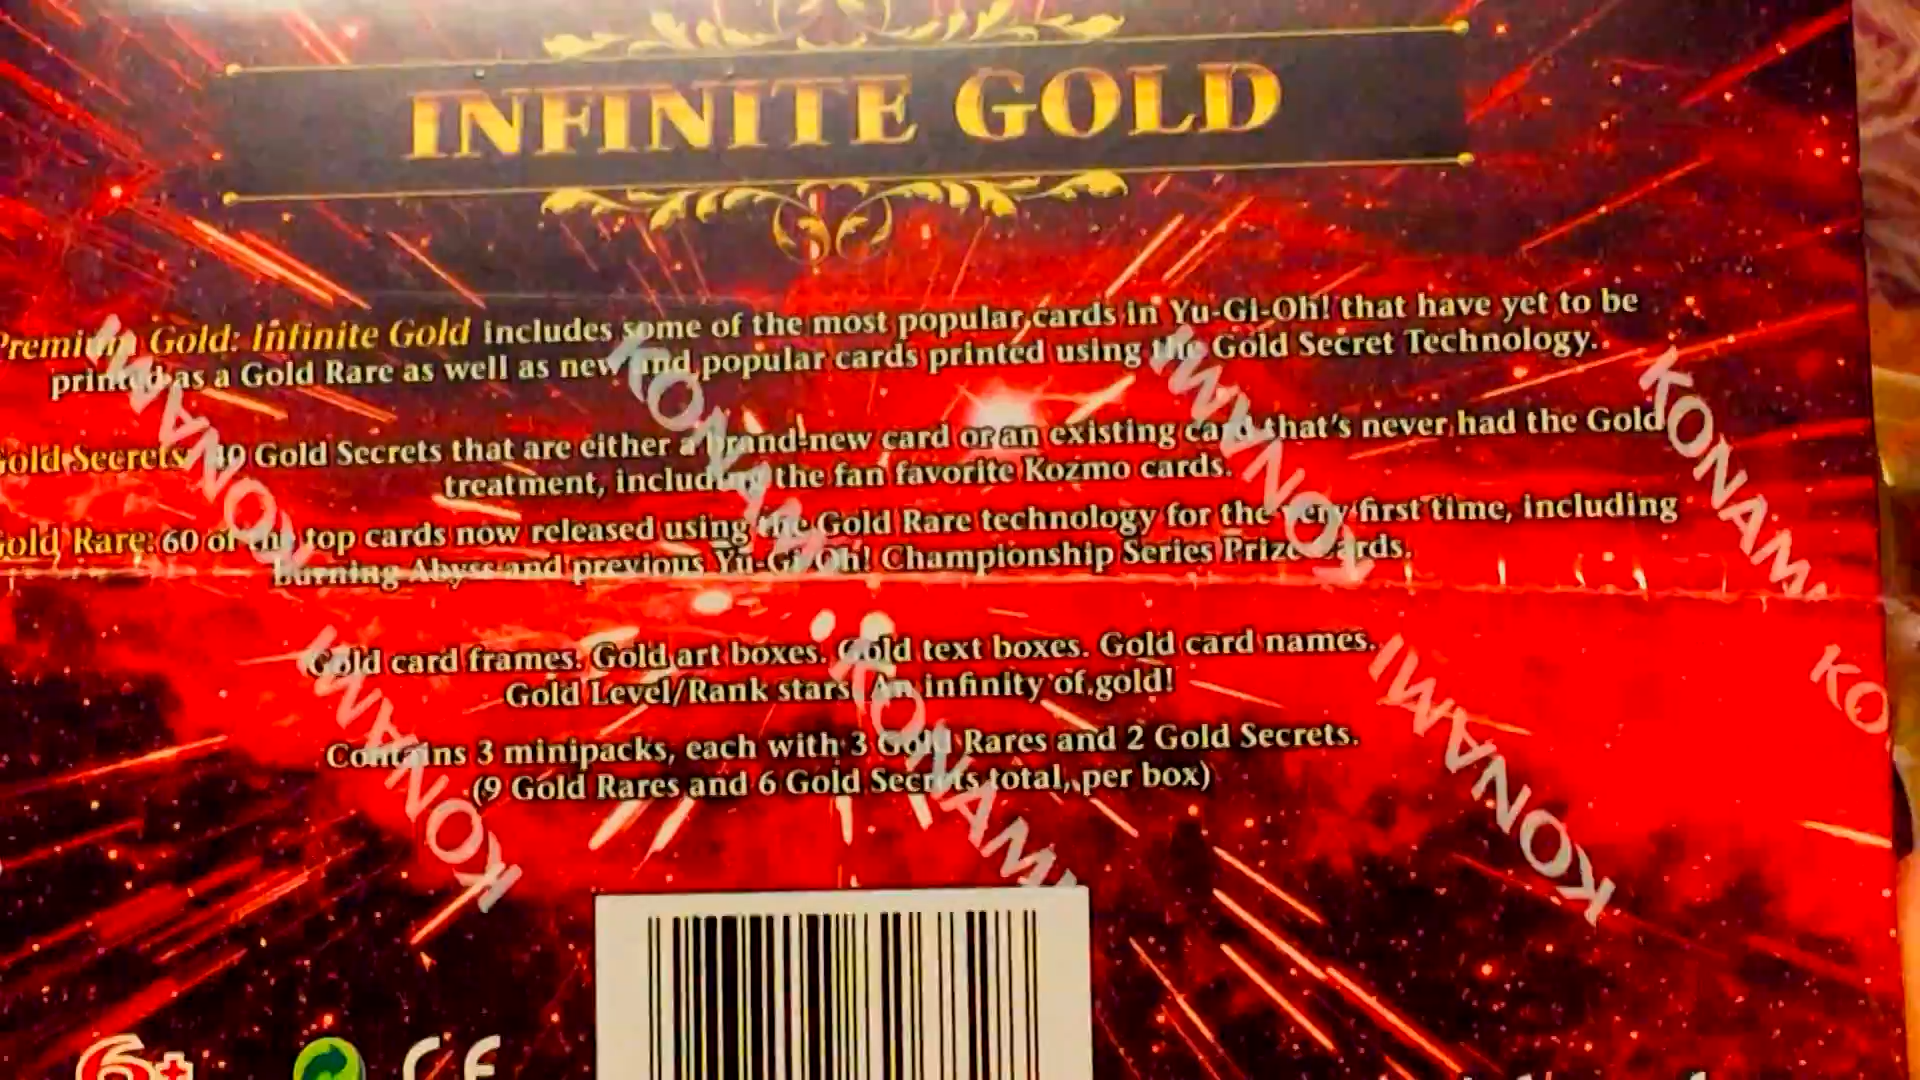 INFINITE GOLD
Premium Gold: Infinite Gold includes some of the most popular cards in Yu-Gi-Oh! that have yet to be
printed as a Gold Rare as well as new and popular cards printed using the Gold Secret Technology.
Gold Secrets: 40 Gold Secrets that are either a brand-new card or an existing card that's never had the Gold
treatment, including the fan favorite Kozmo cards.
Gold Rare: 60 of the top cards now released using the Gold Rare technology for the very first time, including
Burning Abyss and previous Yu-Gi-Oh! Championship Series Prize Cards.
Gold card frames. Gold art boxes. Gold text boxes. Gold card names.
Gold Level/Rank stars. An infinity of gold!
Contains 3 minipacks, each with 3 Gold Rares and 2 Gold Secrets.
(9 Gold Rares and 6 Gold Secrets total, per box)
KONAMI
KONAMI
KONAMI
KONAMI
KONAMI
KONAMI
KONAMI
KO
6+
CE